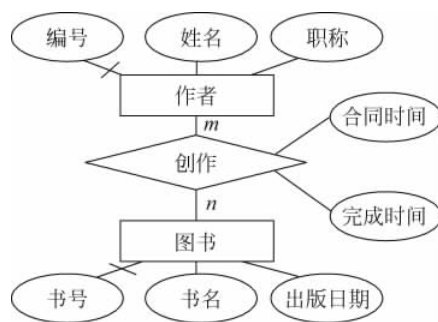 编号 姓名 职称
作者
m
合同时间
创作
完成时间
n
图书
书号 书名 出版日期